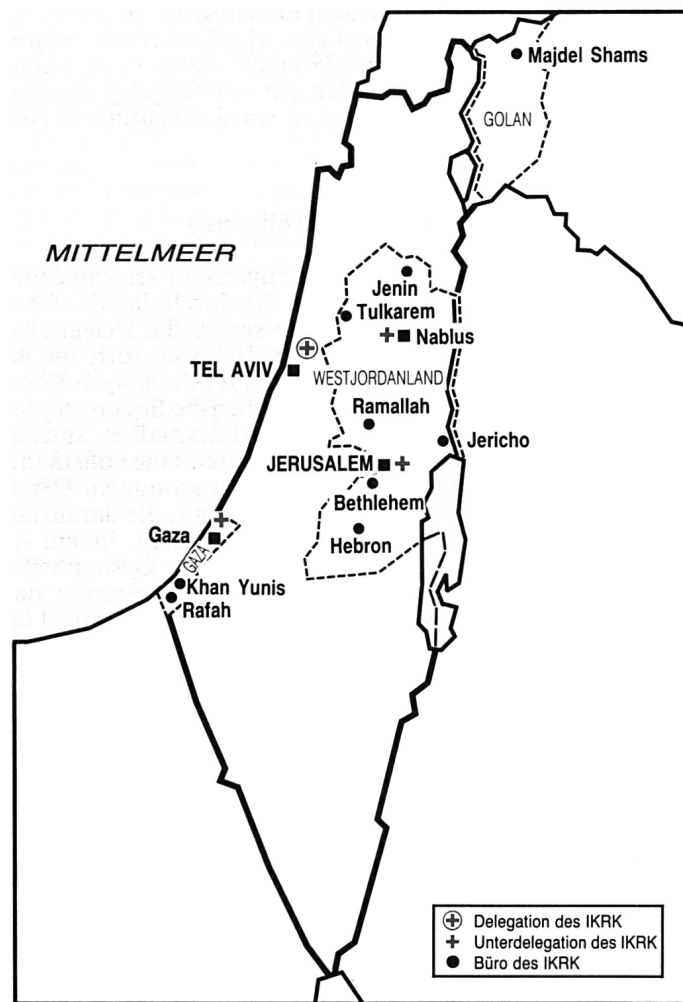 Majdel Shams
GOLAN
MITTELMEER
Jenin
Tulkarem
Nablus
TEL AVIV
WESTJORDANLAND
Ramallah
Jericho
JERUSALEM
Bethlehem
Gaza
GAZA
Hebron
Khan Yunis
Rafah
Delegation des IKRK
Unterdelegation des IKRK
Büro des IKRK